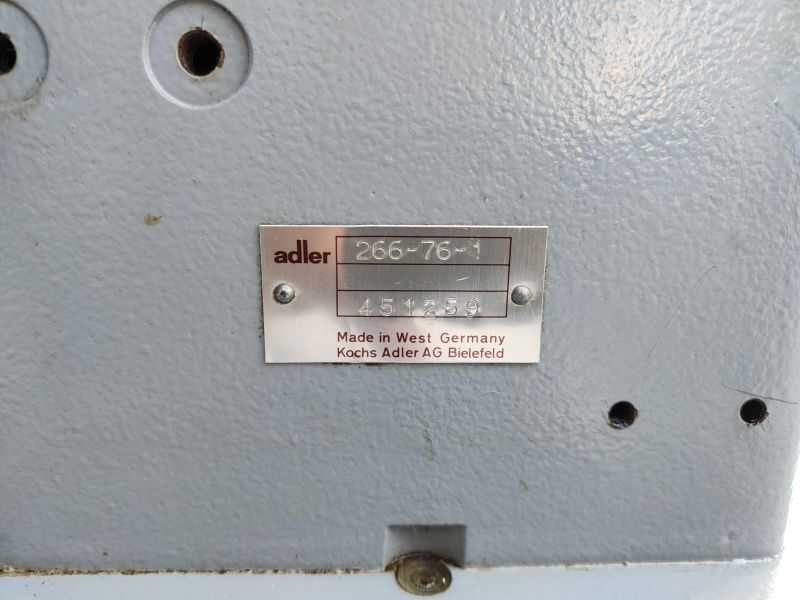 adler 266-76-1
451259
Made in West Germany
Kochs Adler AG Bielefeld